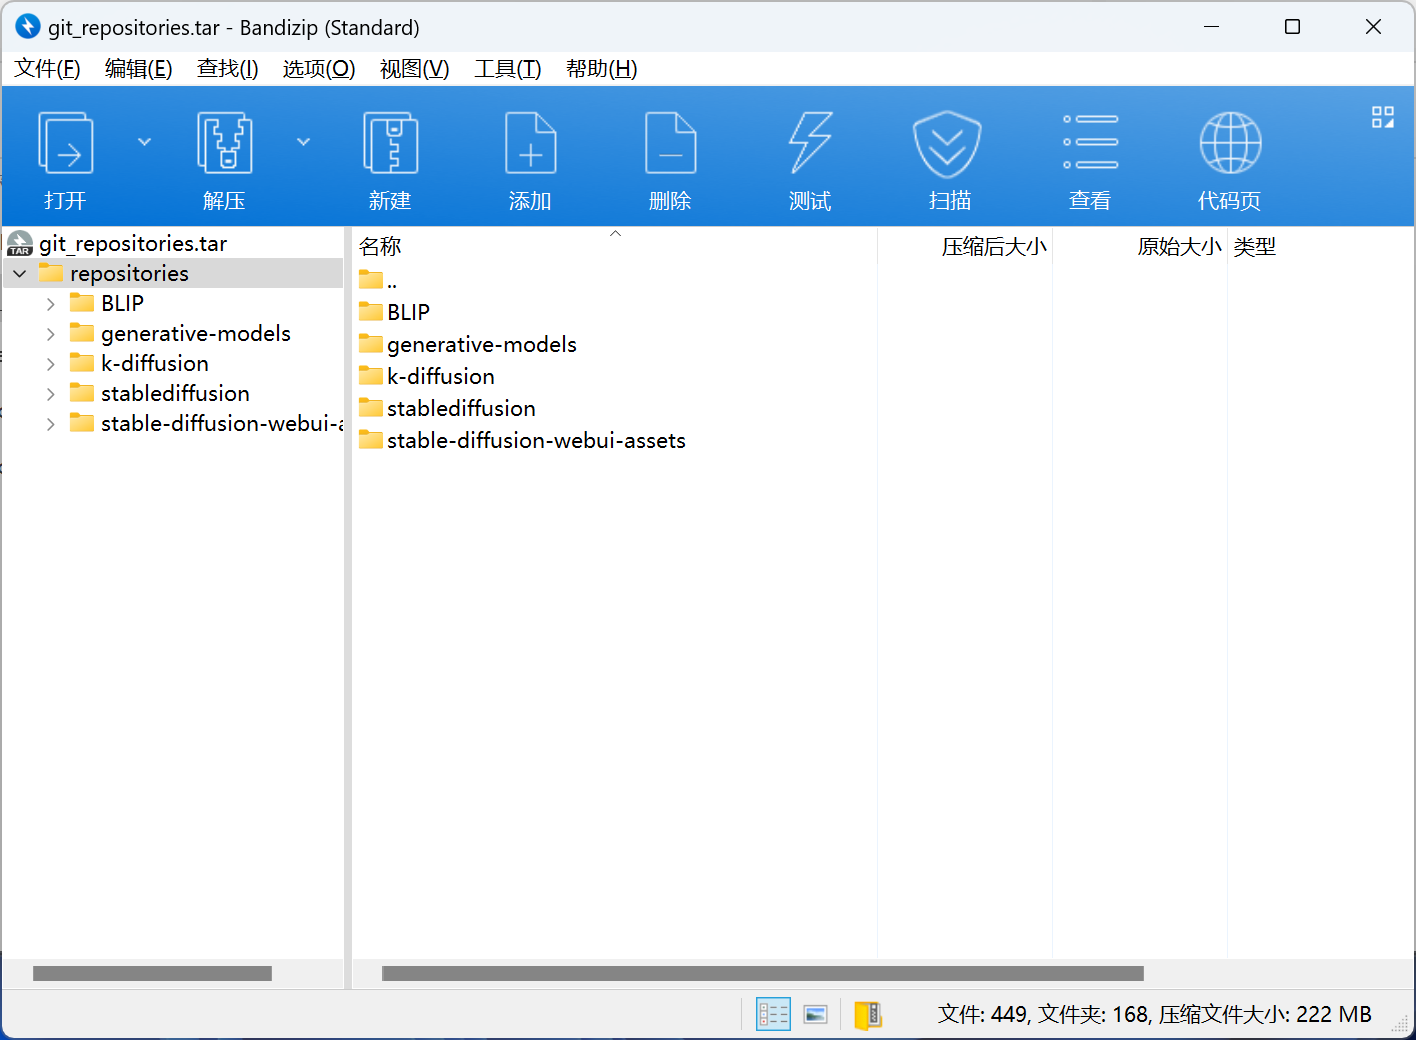 git_repositories.tar - Bandizip (Standard)
文件(F) 编辑(E) 查找(I) 选项(O) 视图(V) 工具(T) 帮助(H)
打开 解压 新建 添加 删除 测试 扫描 查看 代码页
TAR git_repositories.tar
repositories
BLIP
generative-models
k-diffusion
stablediffusion
stable-diffusion-webui-a
名称 压缩后大小 原始大小 类型
..
BLIP
generative-models
k-diffusion
stablediffusion
stable-diffusion-webui-assets
文件: 449, 文件夹: 168, 压缩文件大小: 222 MB